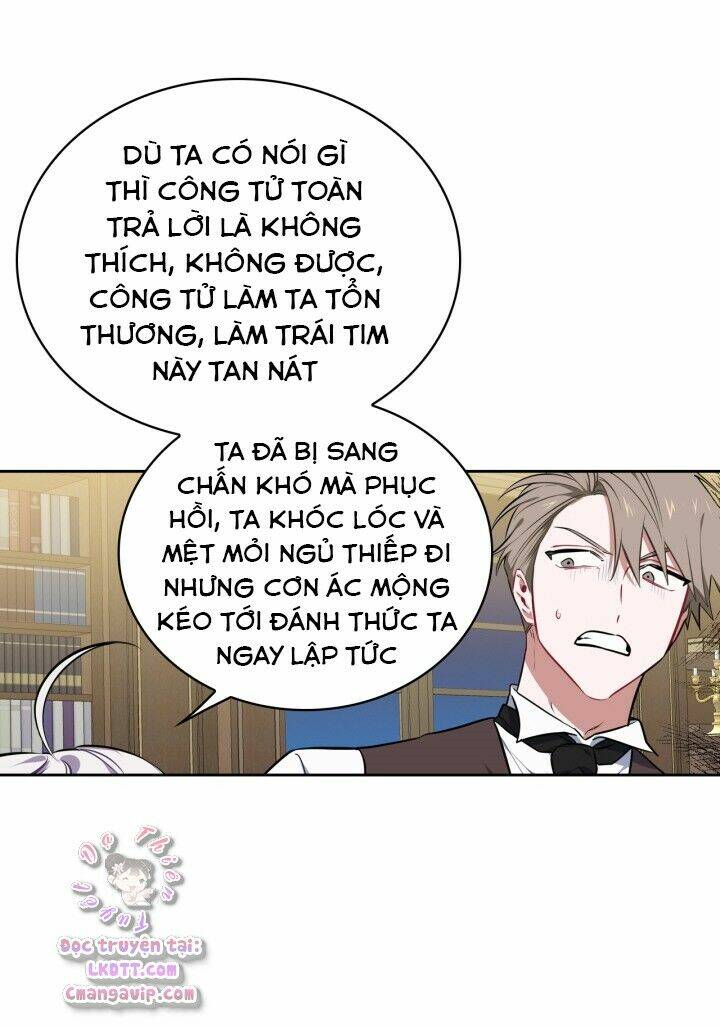 DÙ TA CÓ NÓI GÌ
THÌ CÔNG TỬ TOÀN
TRẢ LỜI LÀ KHÔNG
THÍCH, KHÔNG ĐƯỢC,
CÔNG TỬ LÀM TA TỔN
THƯƠNG, LÀM TRÁI TIM
NÀY TAN NÁT
TA ĐÃ BỊ SANG
CHẤN KHÓ MÀ PHỤC
HỒI, TA KHÓC LÓC VÀ
MỆT MỎI NGỦ THIẾP ĐI
NHƯNG CƠN ÁC MỘNG
KÉO TỚI ĐÁNH THỨC TA
NGAY LẬP TỨC
Dạ Thiên
Tuyết
Đọc truyện tại:
LKDTT.com
Cmangavip.com